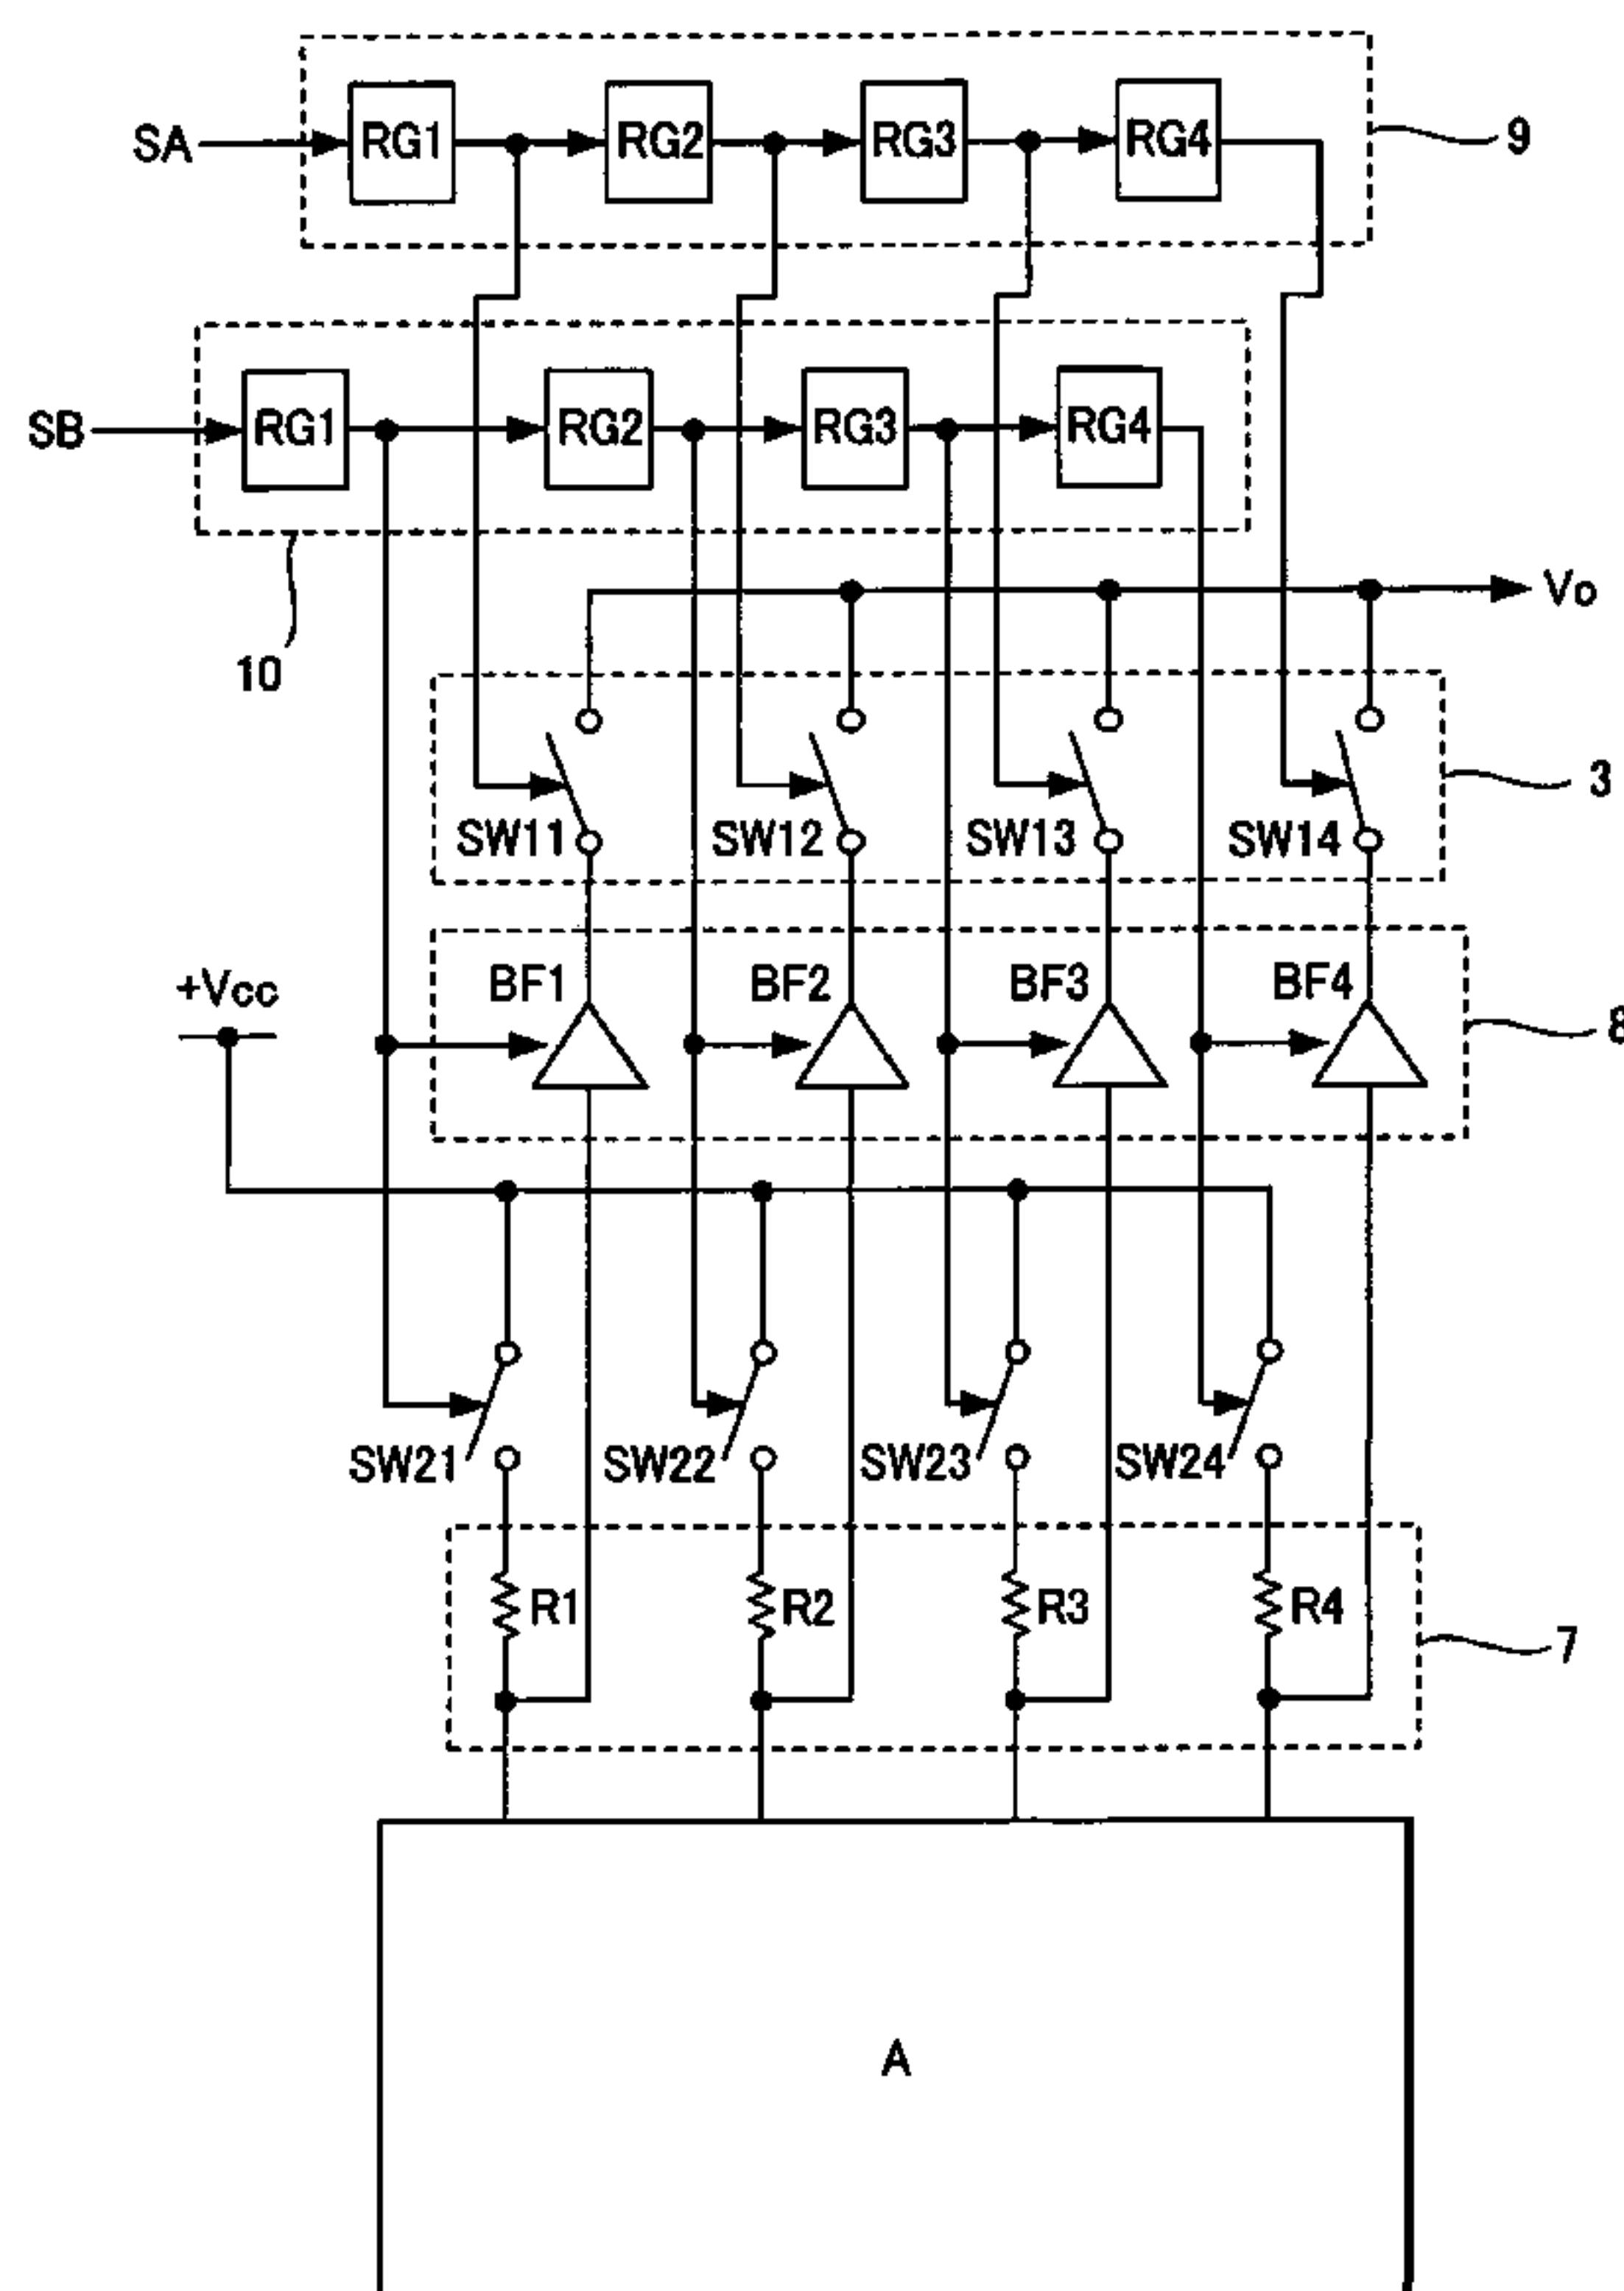 SA RG1 RG2 RG3 RG4 9
SB RG1 RG2 RG3 RG4
Vo
10
3
SW11 SW12 SW13 SW14
+Vcc BF1 BF2 BF3 BF4
8
SW21 SW22 SW23 SW24
R1 R2 R3 R4
7
A